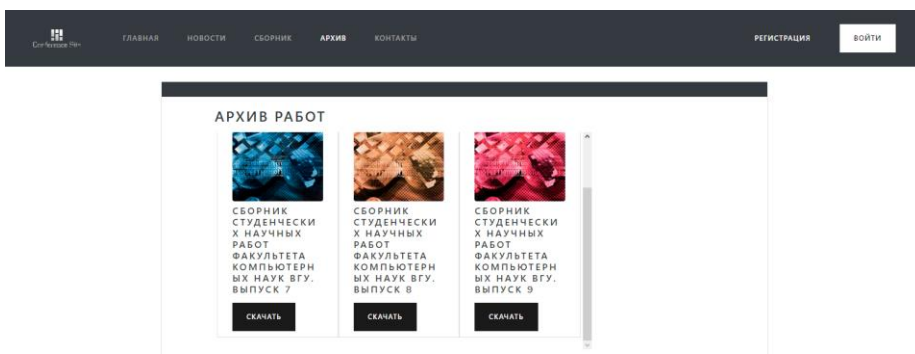 ГЛАВНАЯ НОВОСТИ СБОРНИК АРХИВ КОНТАКТЫ РЕГИСТРАЦИЯ ВОЙТИ
АРХИВ РАБОТ
СБОРНИК
СТУДЕНЧЕСКИ
Х НАУЧНЫХ
РАБОТ
ФАКУЛЬТЕТА
КОМПЬЮТЕРН
ЫХ НАУК ВГУ.
ВЫПУСК 7
СКАЧАТЬ
СБОРНИК
СТУДЕНЧЕСКИ
Х НАУЧНЫХ
РАБОТ
ФАКУЛЬТЕТА
КОМПЬЮТЕРН
ЫХ НАУК ВГУ.
ВЫПУСК 8
СКАЧАТЬ
СБОРНИК
СТУДЕНЧЕСКИ
Х НАУЧНЫХ
РАБОТ
ФАКУЛЬТЕТА
КОМПЬЮТЕРН
ЫХ НАУК ВГУ.
ВЫПУСК 9
СКАЧАТЬ